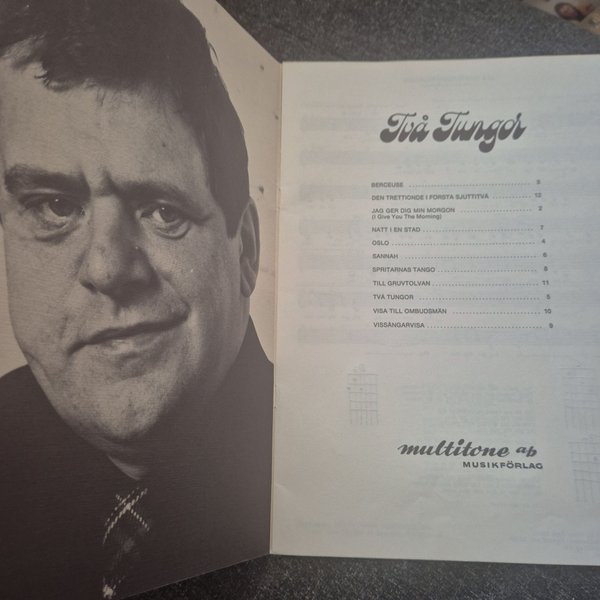 Två Tungor
BERCEUSE 3
DEN TRETTIONDE I FÖRSTA SJUTTITVÅ 12
JAG GER DIG MIN MORGON 2
(I Give You The Morning)
NATT I EN STAD 7
OSLO 4
SANNAH 6
SPRITARNAS TANGO 8
TILL GRUVTOLVAN 11
TVÅ TUNGOR 5
VISA TILL OMBUDSMÄN 10
VISSÅNGARVISA 9
multitone ab
MUSIKFÖRLAG